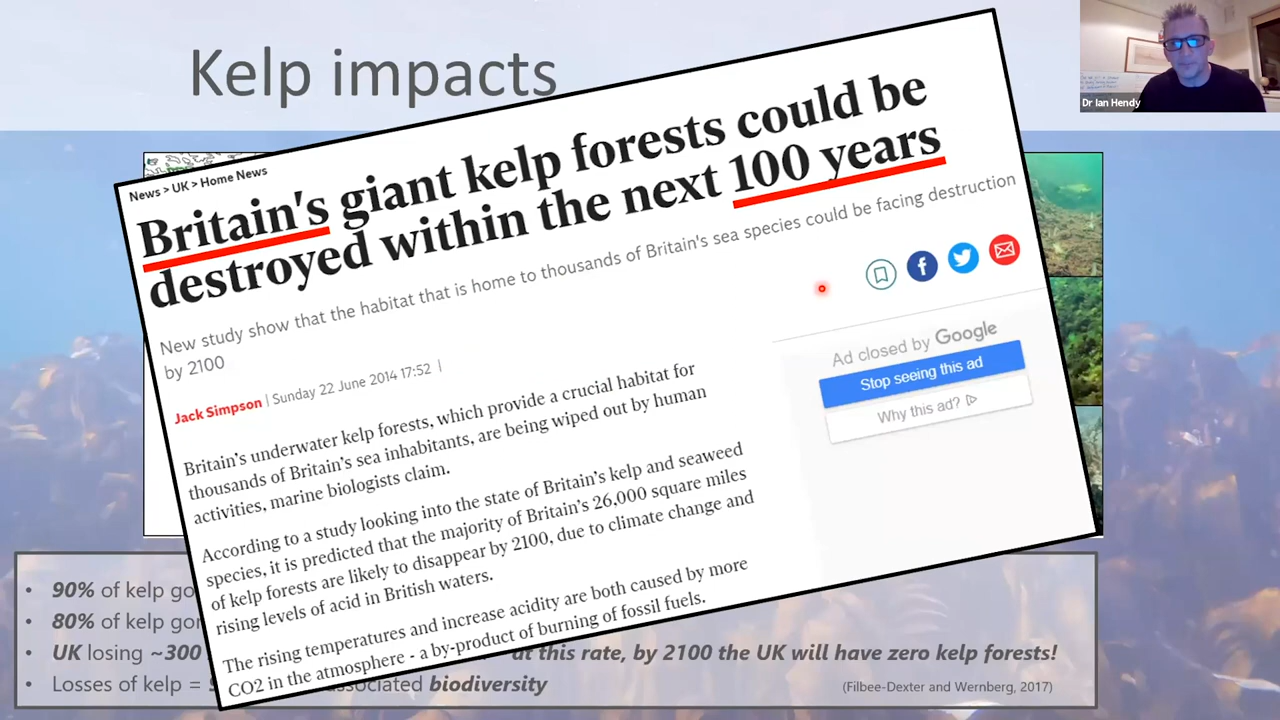 Kelp impacts
Dr Ian Hendy
News > UK > Home News
Britain's giant kelp forests could be
destroyed within the next 100 years
New study show that the habitat that is home to thousands of Britain's sea species could be facing destruction
by 2100
Jack Simpson | Sunday 22 June 2014 17:52 |
Ad closed by Google
Stop seeing this ad
Why this ad?
Britain's underwater kelp forests, which provide a crucial habitat for
thousands of Britain's sea inhabitants, are being wiped out by human
activities, marine biologists claim.
According to a study looking into the state of Britain's kelp and seaweed
species, it is predicted that the majority of Britain's 26,000 square miles
of kelp forests are likely to disappear by 2100, due to climate change and
rising levels of acid in British waters.
The rising temperatures and increase acidity are both caused by more
CO2 in the atmosphere - a by-product of burning of fossil fuels.
• 90% of kelp go
• 80% of kelp go
• UK losing ~300 at this rate, by 2100 the UK will have zero kelp forests!
• Losses of kelp = associated biodiversity
(Filbee-Dexter and Wernberg, 2017)